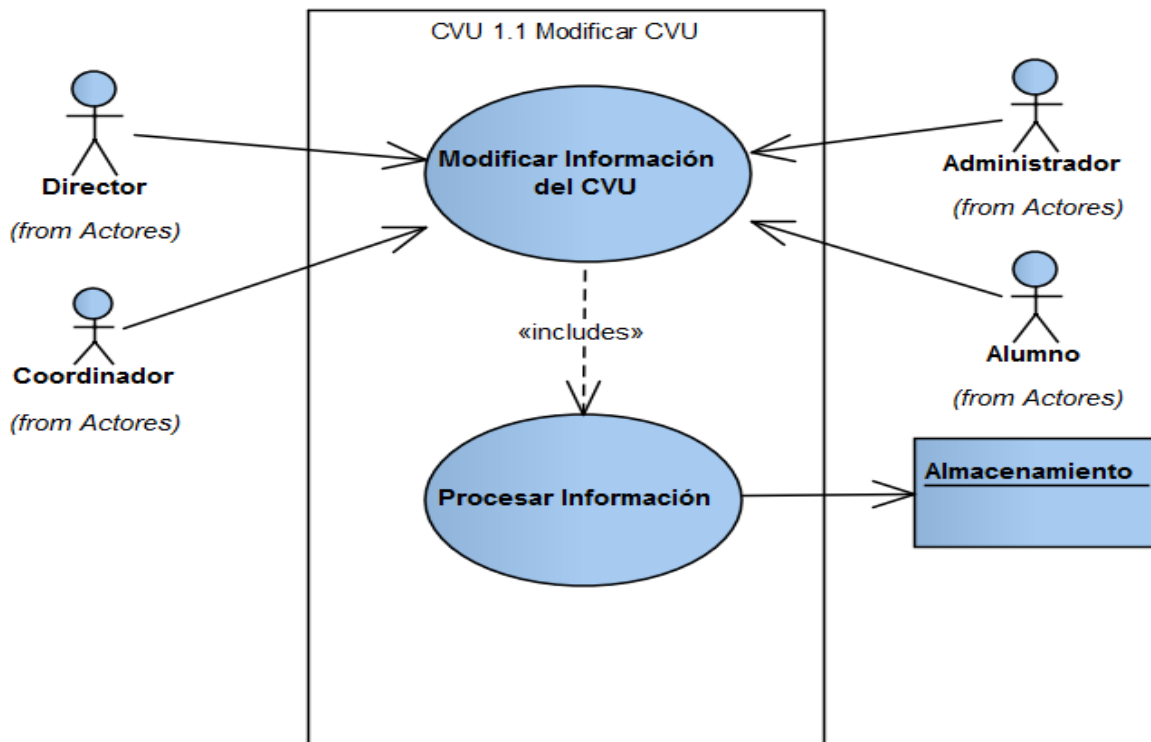 CVU 1.1 Modificar CVU
Director
(from Actores)
Coordinador
(from Actores)
Modificar Información
del CVU
«includes»
Procesar Información
Administrador
(from Actores)
Alumno
(from Actores)
Almacenamiento